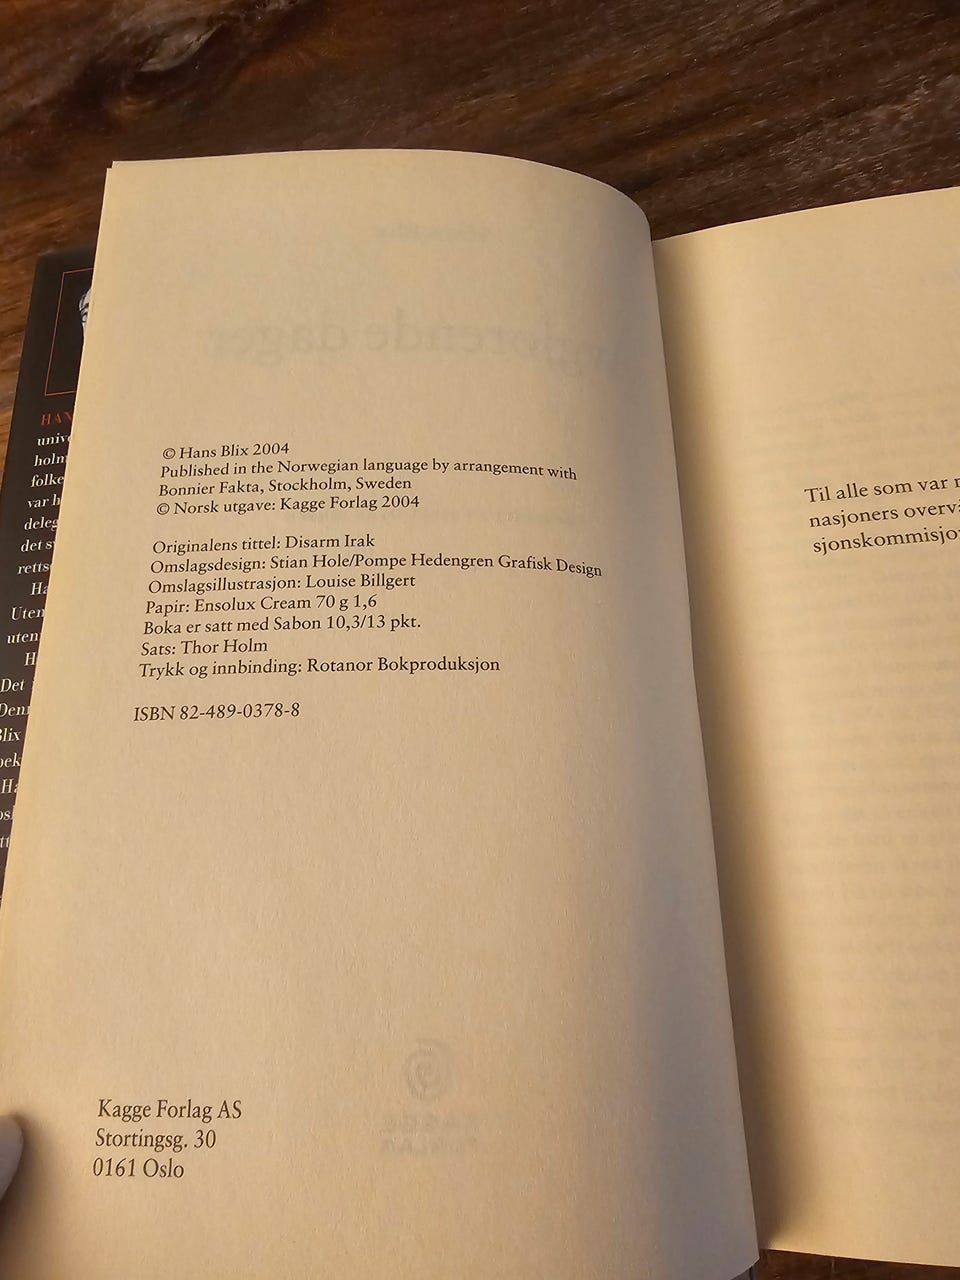 © Hans Blix 2004
Published in the Norwegian language by arrangement with
Bonnier Fakta, Stockholm, Sweden
© Norsk utgave: Kagge Forlag 2004
Originalens tittel: Disarm Irak
Omslagsdesign: Stian Hole/Pompe Hedengren Grafisk Design
Omslagsillustrasjon: Louise Billgert
Papir: Ensolux Cream 70 g 1,6
Boka er satt med Sabon 10,3/13 pkt.
Sats: Thor Holm
Trykk og innbinding: Rotanor Bokproduksjon
ISBN 82-489-0378-8
Kagge Forlag AS
Stortingsg. 30
0161 Oslo
Til alle som var
nasjoners